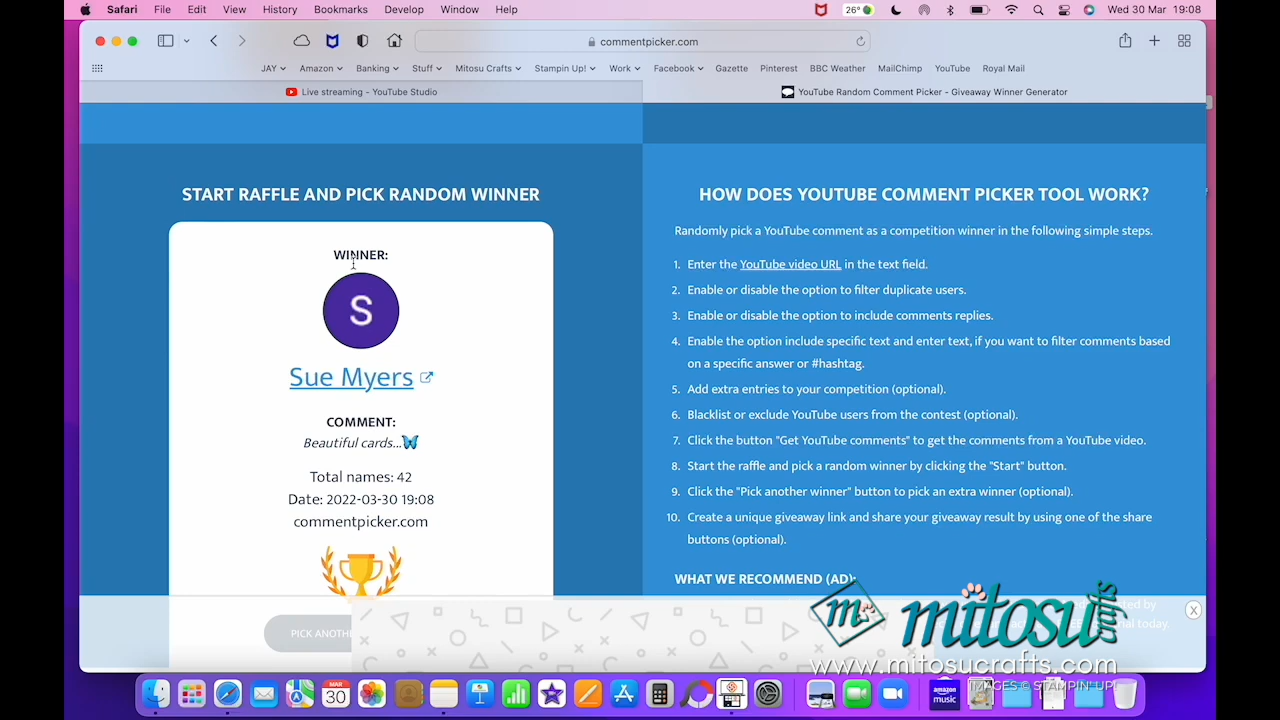 Safari File Edit View History Bookmarks Develop Window Help 26° Wed 30 Mar 19:08
commentpicker.com
JAY Amazon Banking Stuff Mitosu Crafts Stampin Up! Work Facebook Gazette Pinterest BBC Weather MailChimp YouTube Royal Mail
Live streaming - YouTube Studio
YouTube Random Comment Picker - Giveaway Winner Generator
START RAFFLE AND PICK RANDOM WINNER
WINNER:
S
Sue Myers
COMMENT:
Beautiful cards...🦋
Total names: 42
Date: 2022-03-30 19:08
commentpicker.com
PICK ANOTHE
HOW DOES YOUTUBE COMMENT PICKER TOOL WORK?
Randomly pick a YouTube comment as a competition winner in the following simple steps.
1. Enter the YouTube video URL in the text field.
2. Enable or disable the option to filter duplicate users.
3. Enable or disable the option to include comments replies.
4. Enable the option include specific text and enter text, if you want to filter comments based
on a specific answer or #hashtag.
5. Add extra entries to your competition (optional).
6. Blacklist or exclude YouTube users from the contest (optional).
7. Click the button "Get YouTube comments" to get the comments from a YouTube video.
8. Start the raffle and pick a random winner by clicking the "Start" button.
9. Click the "Pick another winner" button to pick an extra winner (optional).
10. Create a unique giveaway link and share your giveaway result by using one of the share
buttons (optional).
WHAT WE RECOMMEND (AD):
X
m mitosu crafts
www.mitosucrafts.com
IMAGES © STAMPIN' UP!
MAR
30
amazon
music